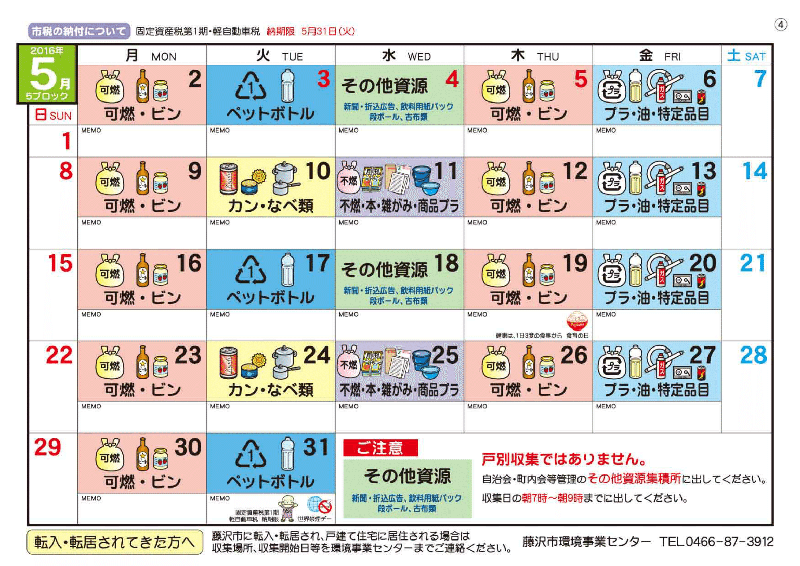 市税の納付について 固定資産税第1期・軽自動車税 納期限 5月31日(火)
④
2016年
5月
5ブロック
月 MON 火 TUE 水 WED 木 THU 金 FRI 土 SAT
日 SUN
1
可燃 2
可燃・ビン
MEMO
1 3
ペットボトル
MEMO
その他資源 4
新聞・折込広告、飲料用紙パック
段ボール、古布類
MEMO
可燃 5
可燃・ビン
MEMO
プラ ガス 6
プラ・油・特定品目
MEMO
7
8
可燃 9
可燃・ビン
MEMO
10
カン・なべ類
MEMO
不燃 11
不燃・本・雑がみ・商品プラ
MEMO
可燃 12
可燃・ビン
MEMO
プラ ガス 13
プラ・油・特定品目
MEMO
14
15
可燃 16
可燃・ビン
MEMO
1 17
ペットボトル
MEMO
その他資源 18
新聞・折込広告、飲料用紙パック
段ボール、古布類
MEMO
可燃 19
可燃・ビン
MEMO
健康は、1日3零の食事から 食育の日
プラ ガス 20
プラ・油・特定品目
MEMO
21
22
可燃 23
可燃・ビン
MEMO
24
カン・なべ類
MEMO
不燃 25
不燃・本・雑がみ・商品プラ
MEMO
可燃 26
可燃・ビン
MEMO
プラ ガス 27
プラ・油・特定品目
MEMO
28
29
可燃 30
可燃・ビン
MEMO
1 31
ペットボトル
MEMO
固定資産税第1期
軽自動車税 納期限 世界禁煙デー
ご注意
その他資源
新聞・折込広告、飲料用紙パック
段ボール、古布類
戸別収集ではありません。
自治会・町内会等管理のその他資源集積所に出してください。
収集日の朝7時〜朝9時までに出してください。
転入・転居されてきた方へ
藤沢市に転入・転居され、戸建て住宅に居住される場合は
収集場所、収集開始日等を環境事業センターまでご連絡ください。
藤沢市環境事業センター TEL0466-87-3912